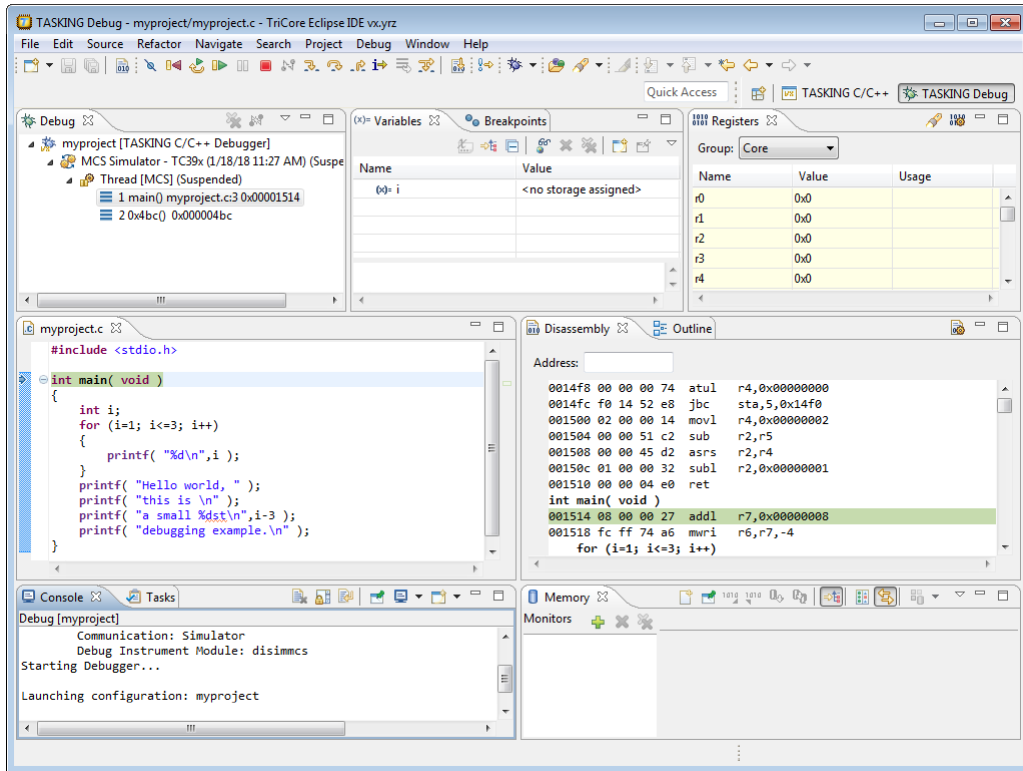 TASKING Debug - myproject/myproject.c - TriCore Eclipse IDE vx.yrz
File Edit Source Refactor Navigate Search Project Debug Window Help
Quick Access
TASKING C/C++
TASKING Debug
Debug
myproject [TASKING C/C++ Debugger]
MCS Simulator - TC39x (1/18/18 11:27 AM) (Suspe
Thread [MCS] (Suspended)
1 main() myproject.c:3 0x00001514
2 0x4bc() 0x000004bc
(x)= Variables
Breakpoints
Name Value
(x)= i <no storage assigned>
Registers
Group: Core
Name Value Usage
r0 0x0
r1 0x0
r2 0x0
r3 0x0
r4 0x0
myproject.c
#include <stdio.h>
int main( void )
{
int i;
for (i=1; i<=3; i++)
{
printf( "%d\n",i );
}
printf( "Hello world, " );
printf( "this is \n" );
printf( "a small %dst\n",i-3 );
printf( "debugging example.\n" );
}
Disassembly
Outline
Address:
0014f8 00 00 00 74 atul r4,0x00000000
0014fc f0 14 52 e8 jbc sta,5,0x14f0
001500 02 00 00 14 movl r4,0x00000002
001504 00 00 51 c2 sub r2,r5
001508 00 00 45 d2 asrs r2,r4
00150c 01 00 00 32 subl r2,0x00000001
001510 00 00 04 e0 ret
int main( void )
001514 08 00 00 27 addl r7,0x00000008
001518 fc ff 74 a6 mwri r6,r7,-4
for (i=1; i<=3; i++)
Console
Tasks
Debug [myproject]
Communication: Simulator
Debug Instrument Module: disimmcs
Starting Debugger...
Launching configuration: myproject
Memory
Monitors